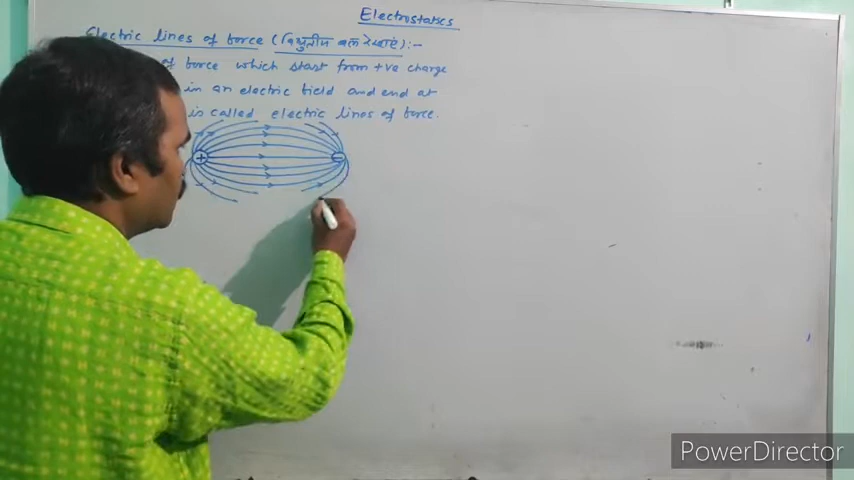 Electrostatics
Electric lines of force (विद्युतीय बल रेखाएं) :-
of force which start from +ve charge
in an electric field and end at
is called electric lines of force.
+ -
PowerDirector